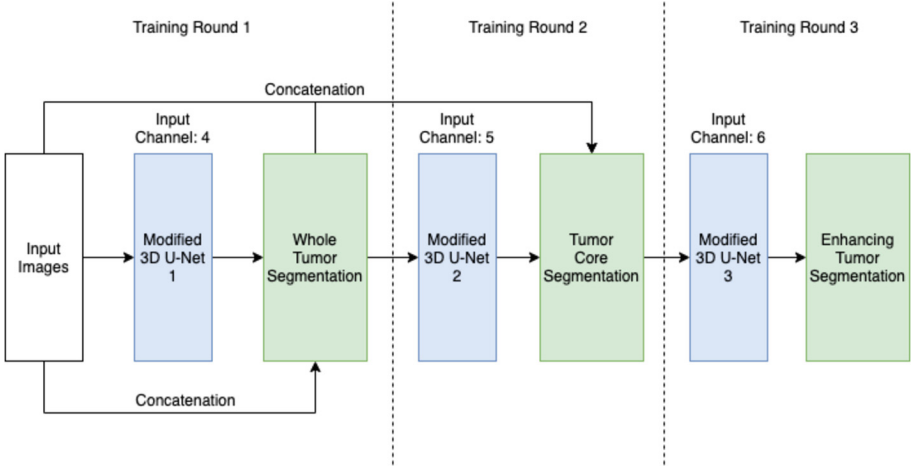 Training Round 1
Training Round 2
Training Round 3
Concatenation
Input
Channel: 4
Input
Channel: 5
Input
Channel: 6
Input
Images
Modified
3D U-Net
1
Whole
Tumor
Segmentation
Modified
3D U-Net
2
Tumor
Core
Segmentation
Modified
3D U-Net
3
Enhancing
Tumor
Segmentation
Concatenation